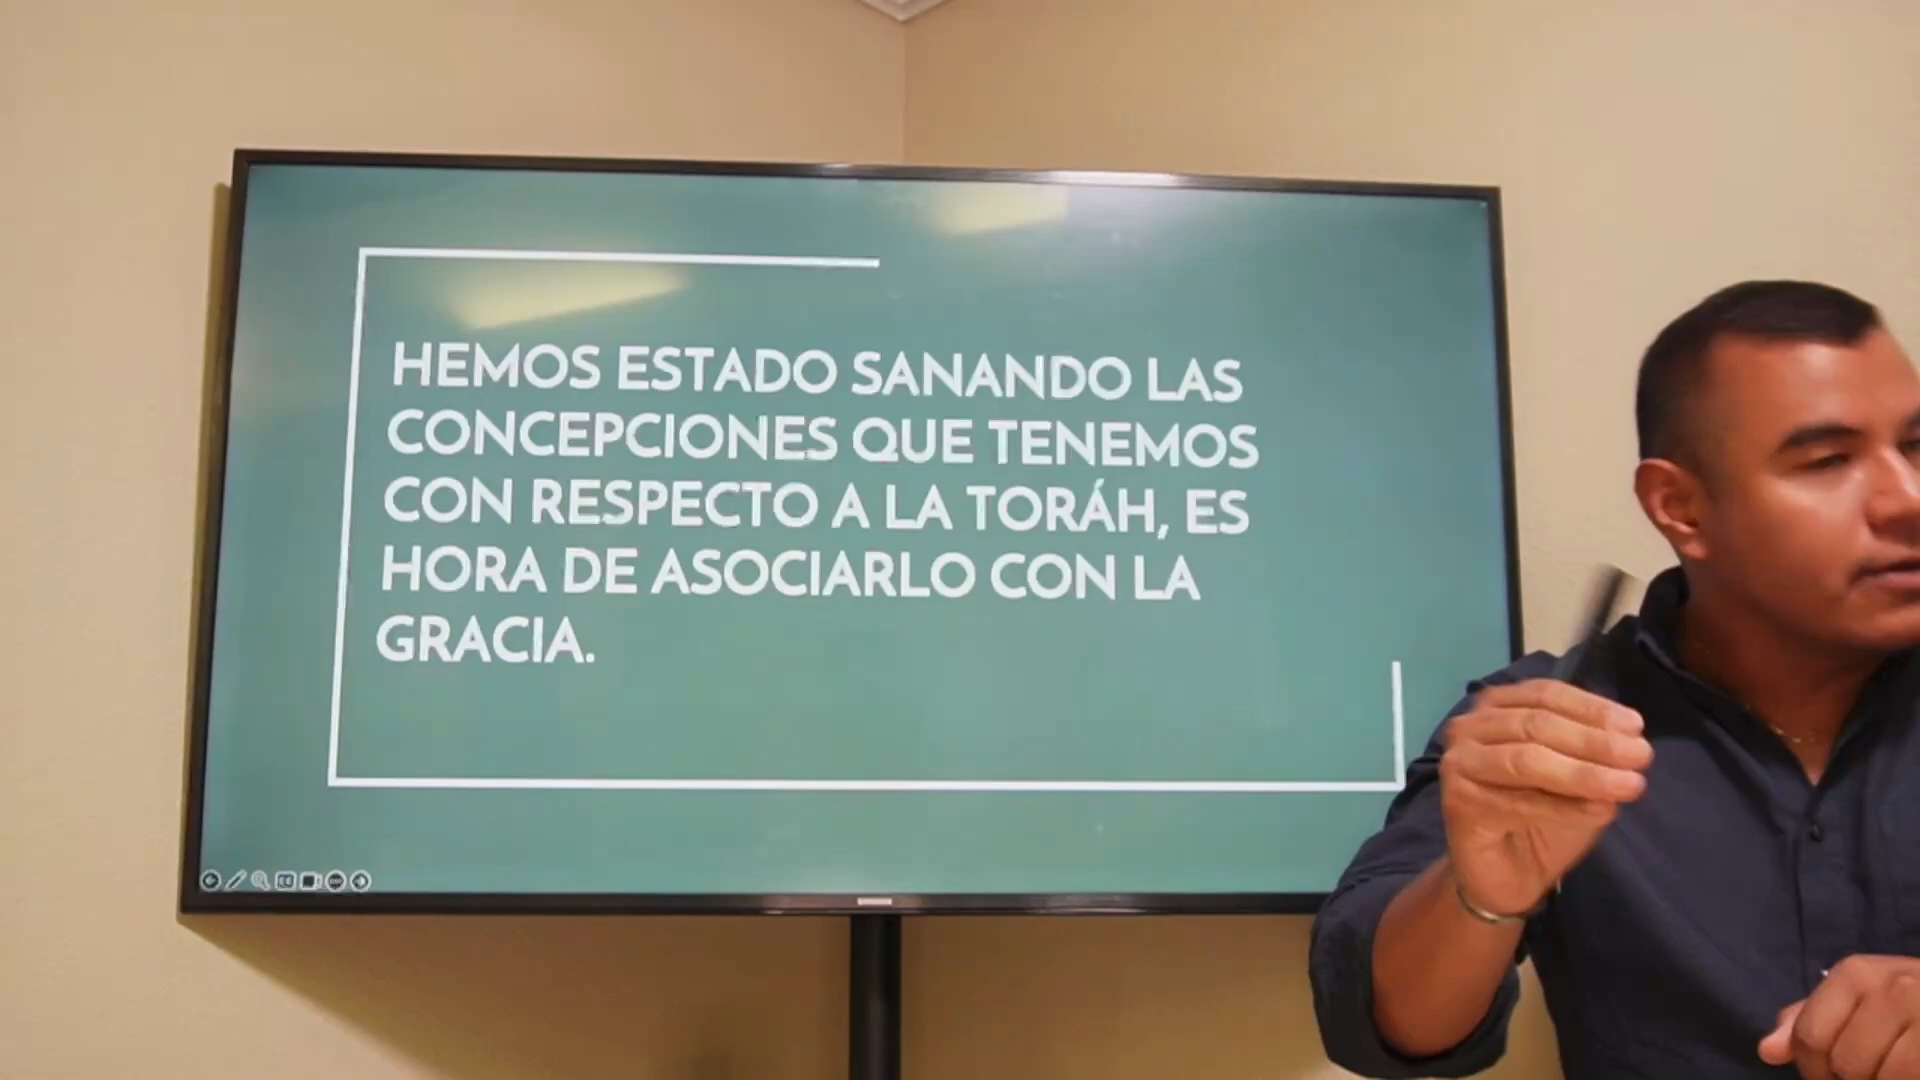 HEMOS ESTADO SANANDO LAS
CONCEPCIONES QUE TENEMOS
CON RESPECTO A LA TORÁH, ES
HORA DE ASOCIARLO CON LA
GRACIA.